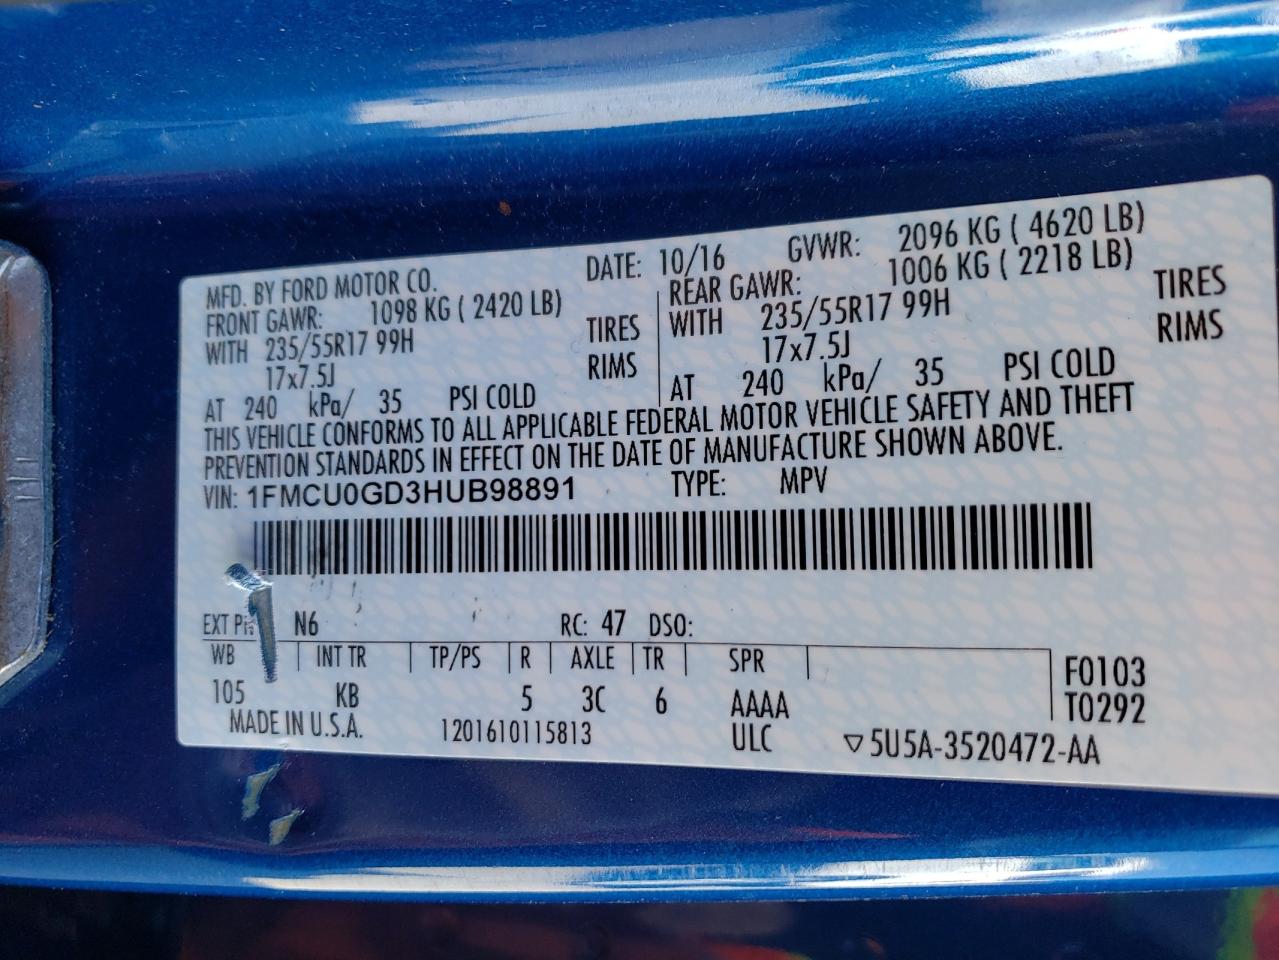 MFD. BY FORD MOTOR CO. DATE: 10/16 GVWR: 2096 KG ( 4620 LB)
FRONT GAWR: 1098 KG ( 2420 LB) REAR GAWR: 1006 KG ( 2218 LB)
WITH 235/55R17 99H TIRES WITH 235/55R17 99H TIRES
17x7.5J RIMS 17x7.5J RIMS
AT 240 kPa/ 35 PSI COLD AT 240 kPa/ 35 PSI COLD
THIS VEHICLE CONFORMS TO ALL APPLICABLE FEDERAL MOTOR VEHICLE SAFETY AND THEFT
PREVENTION STANDARDS IN EFFECT ON THE DATE OF MANUFACTURE SHOWN ABOVE.
VIN: 1FMCU0GD3HUB98891 TYPE: MPV
EXT N6 RC: 47 DSO:
WB INT TR TP/PS R AXLE TR SPR F0103
105 KB 5 3C 6 AAAA T0292
MADE IN U.S.A. 1201610115813 ULC ▽5U5A-3520472-AA